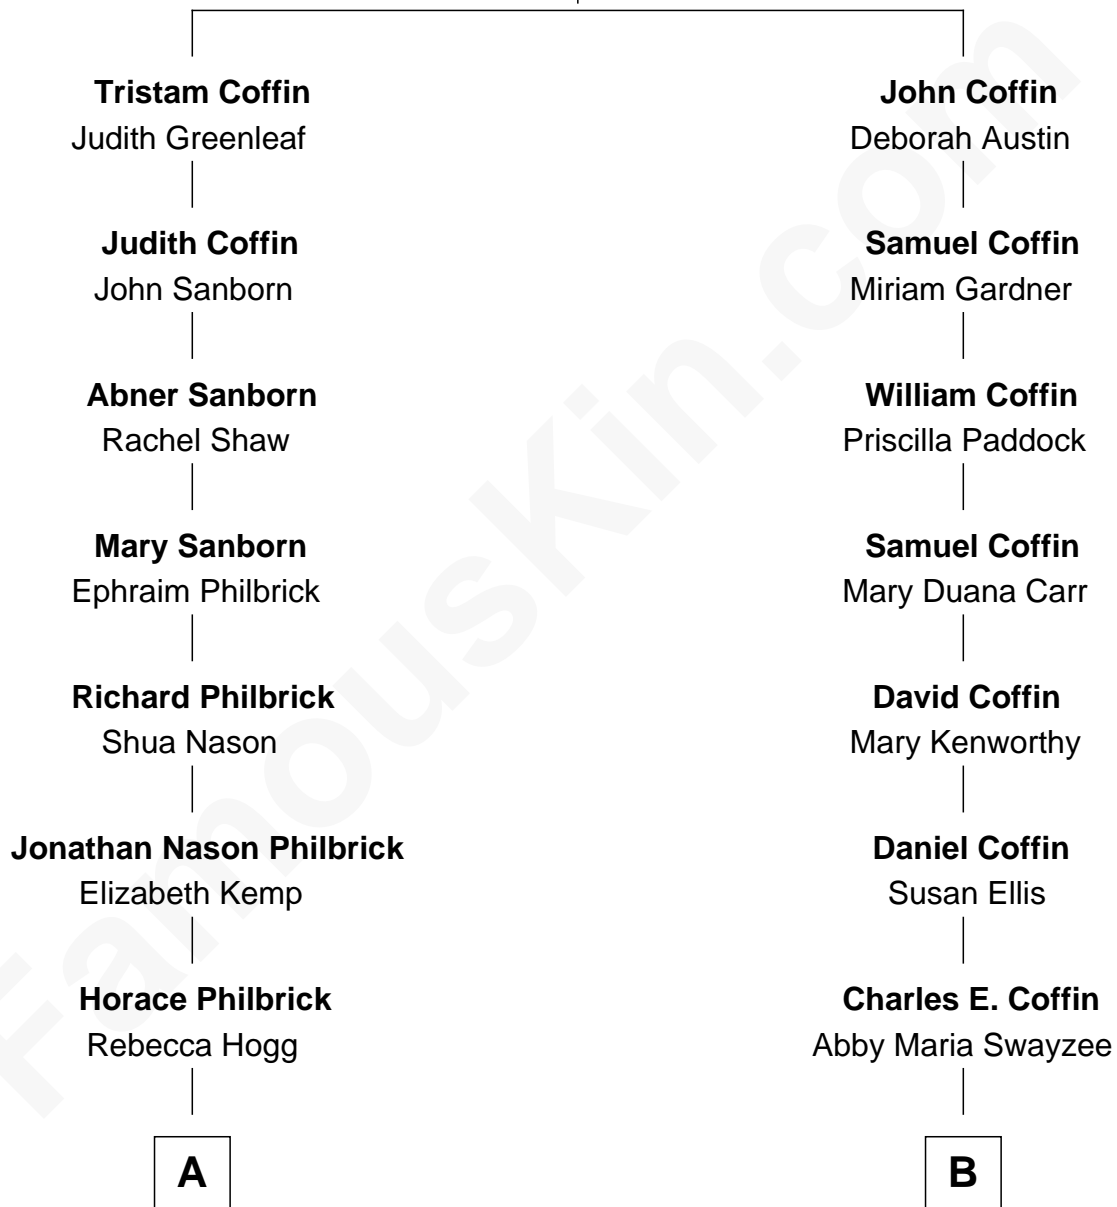 Tristam Coffin
Judith Greenleaf
Judith Coffin
John Sanborn
Abner Sanborn
Rachel Shaw
Mary Sanborn
Ephraim Philbrick
Richard Philbrick
Shua Nason
Jonathan Nason Philbrick
Elizabeth Kemp
Horace Philbrick
Rebecca Hogg
A
John Coffin
Deborah Austin
Samuel Coffin
Miriam Gardner
William Coffin
Priscilla Paddock
Samuel Coffin
Mary Duana Carr
David Coffin
Mary Kenworthy
Daniel Coffin
Susan Ellis
Charles E. Coffin
Abby Maria Swayzee
B
FamousKin.com